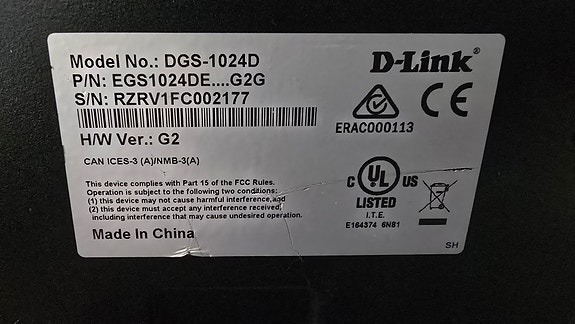 Model No.: DGS-1024D
P/N: EGS1024DE....G2G
S/N: RZRV1FC002177
H/W Ver.: G2
CAN ICES-3 (A)/NMB-3(A)
This device complies with Part 15 of the FCC Rules.
Operation is subject to the following two conditions:
(1) this device may not cause harmful interference,and
(2) this device must accept any interference received,
including interference that may cause undesired operation.
Made In China
D-Link®
CE
ERAC000113
C UL US
LISTED
I.T.E.
E164374 6N81
SH